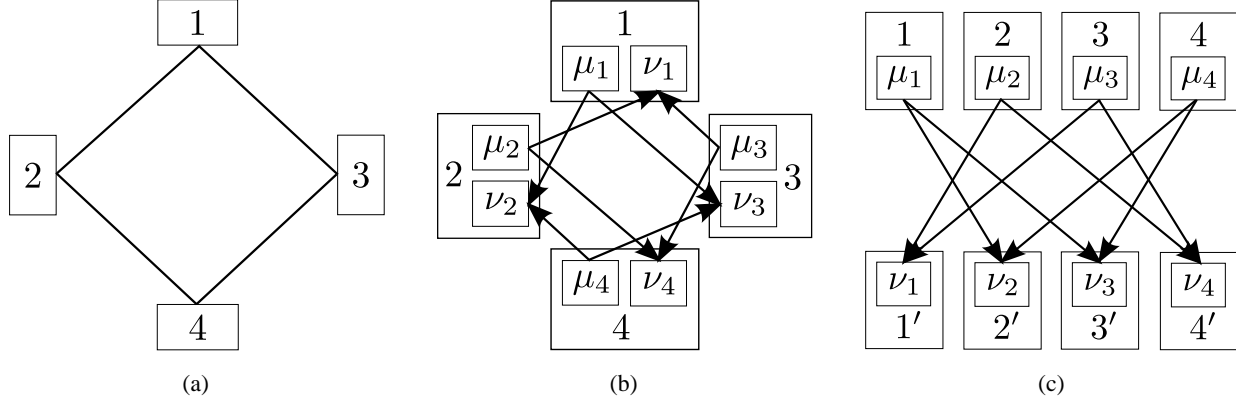 1
2
3
4
(a)
1
μ₁ ν₁
2
μ₂
ν₂
μ₃
ν₃
3
μ₄ ν₄
4
(b)
1 2 3 4
μ₁ μ₂ μ₃ μ₄
ν₁ ν₂ ν₃ ν₄
1′ 2′ 3′ 4′
(c)